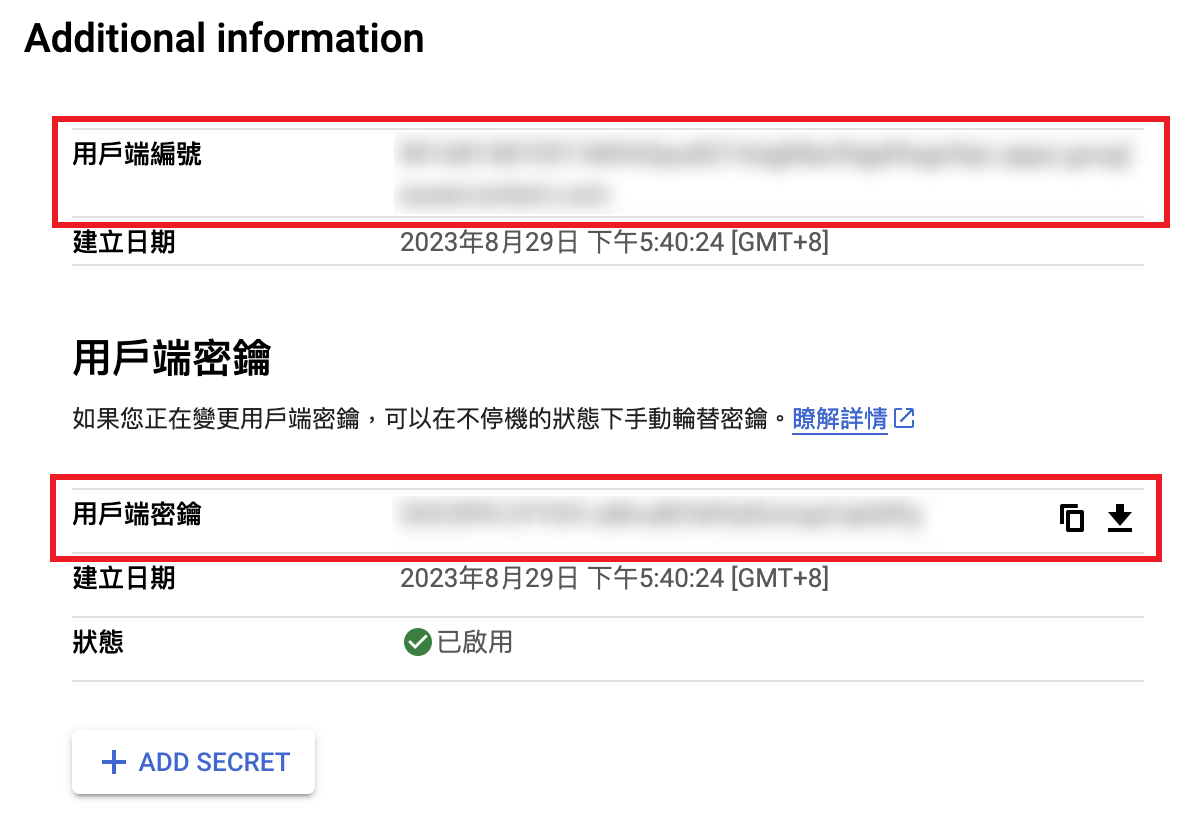 Additional information
用戶端編號
建立日期 2023年8月29日 下午5:40:24 [GMT+8]
用戶端密鑰
如果您正在變更用戶端密鑰，可以在不停機的狀態下手動輪替密鑰。瞭解詳情
用戶端密鑰
建立日期 2023年8月29日 下午5:40:24 [GMT+8]
狀態 已啟用
ADD SECRET